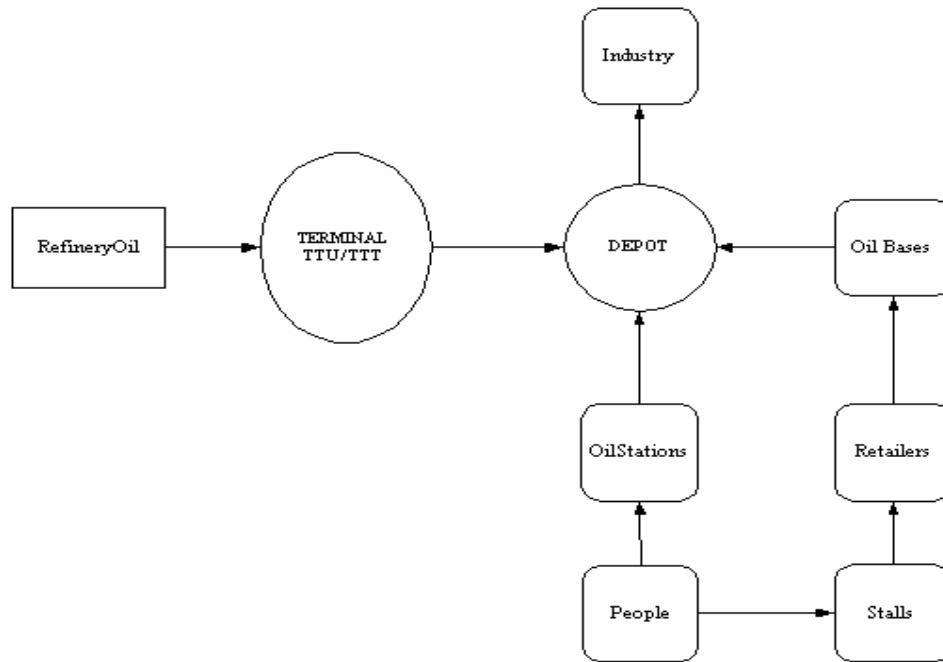 Industry
RefineryOil
TERMINAL
TTU/TTT
DEPOT
Oil Bases
OilStations
Retailers
People
Stalls